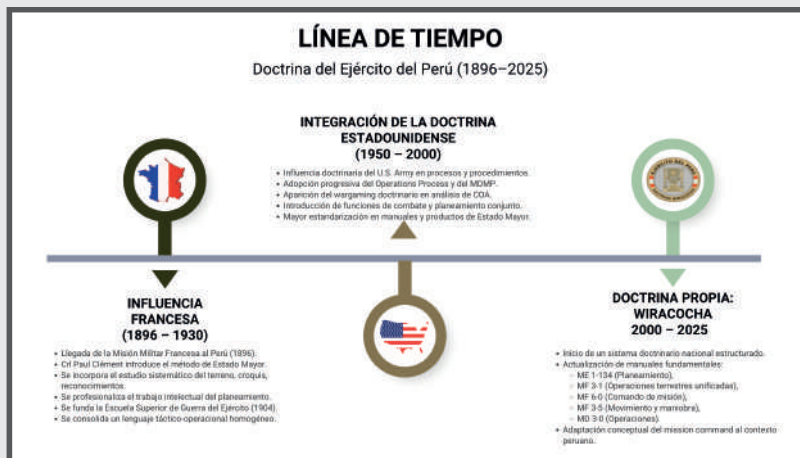 LÍNEA DE TIEMPO
Doctrina del Ejército del Perú (1896–2025)
INFLUENCIA
FRANCESA
(1896 – 1930)
• Llegada de la Misión Militar Francesa al Perú (1896).
• Crl Paul Clément introduce el método de Estado Mayor.
• Se incorpora el estudio sistemático del terreno, croquis,
reconocimientos.
• Se profesionaliza el trabajo intelectual del planeamiento.
• Se funda la Escuela Superior de Guerra del Ejército (1904).
• Se consolida un lenguaje táctico-operacional homogéneo.
INTEGRACIÓN DE LA DOCTRINA
ESTADOUNIDENSE
(1950 – 2000)
• Influencia doctrinaria del U.S. Army en procesos y procedimientos.
• Adopción progresiva del Operations Process y del MDMP.
• Aparición del wargaming doctrinario en análisis de COA.
• Introducción de funciones de combate y planeamiento conjunto.
• Mayor estandarización en manuales y productos de Estado Mayor.
EJÉRCITO DEL PERÚ
DOCTRINA PROPIA:
WIRACOCHA
2000 – 2025
• Inicio de un sistema doctrinario nacional estructurado.
• Actualización de manuales fundamentales:
○ ME 1-134 (Planeamiento),
○ MF 3-1 (Operaciones terrestres unificadas),
○ MF 6-0 (Comando de misión),
○ MF 3-5 (Movimiento y maniobra),
○ MD 3-0 (Operaciones).
• Adaptación conceptual del mission command al contexto
peruano.